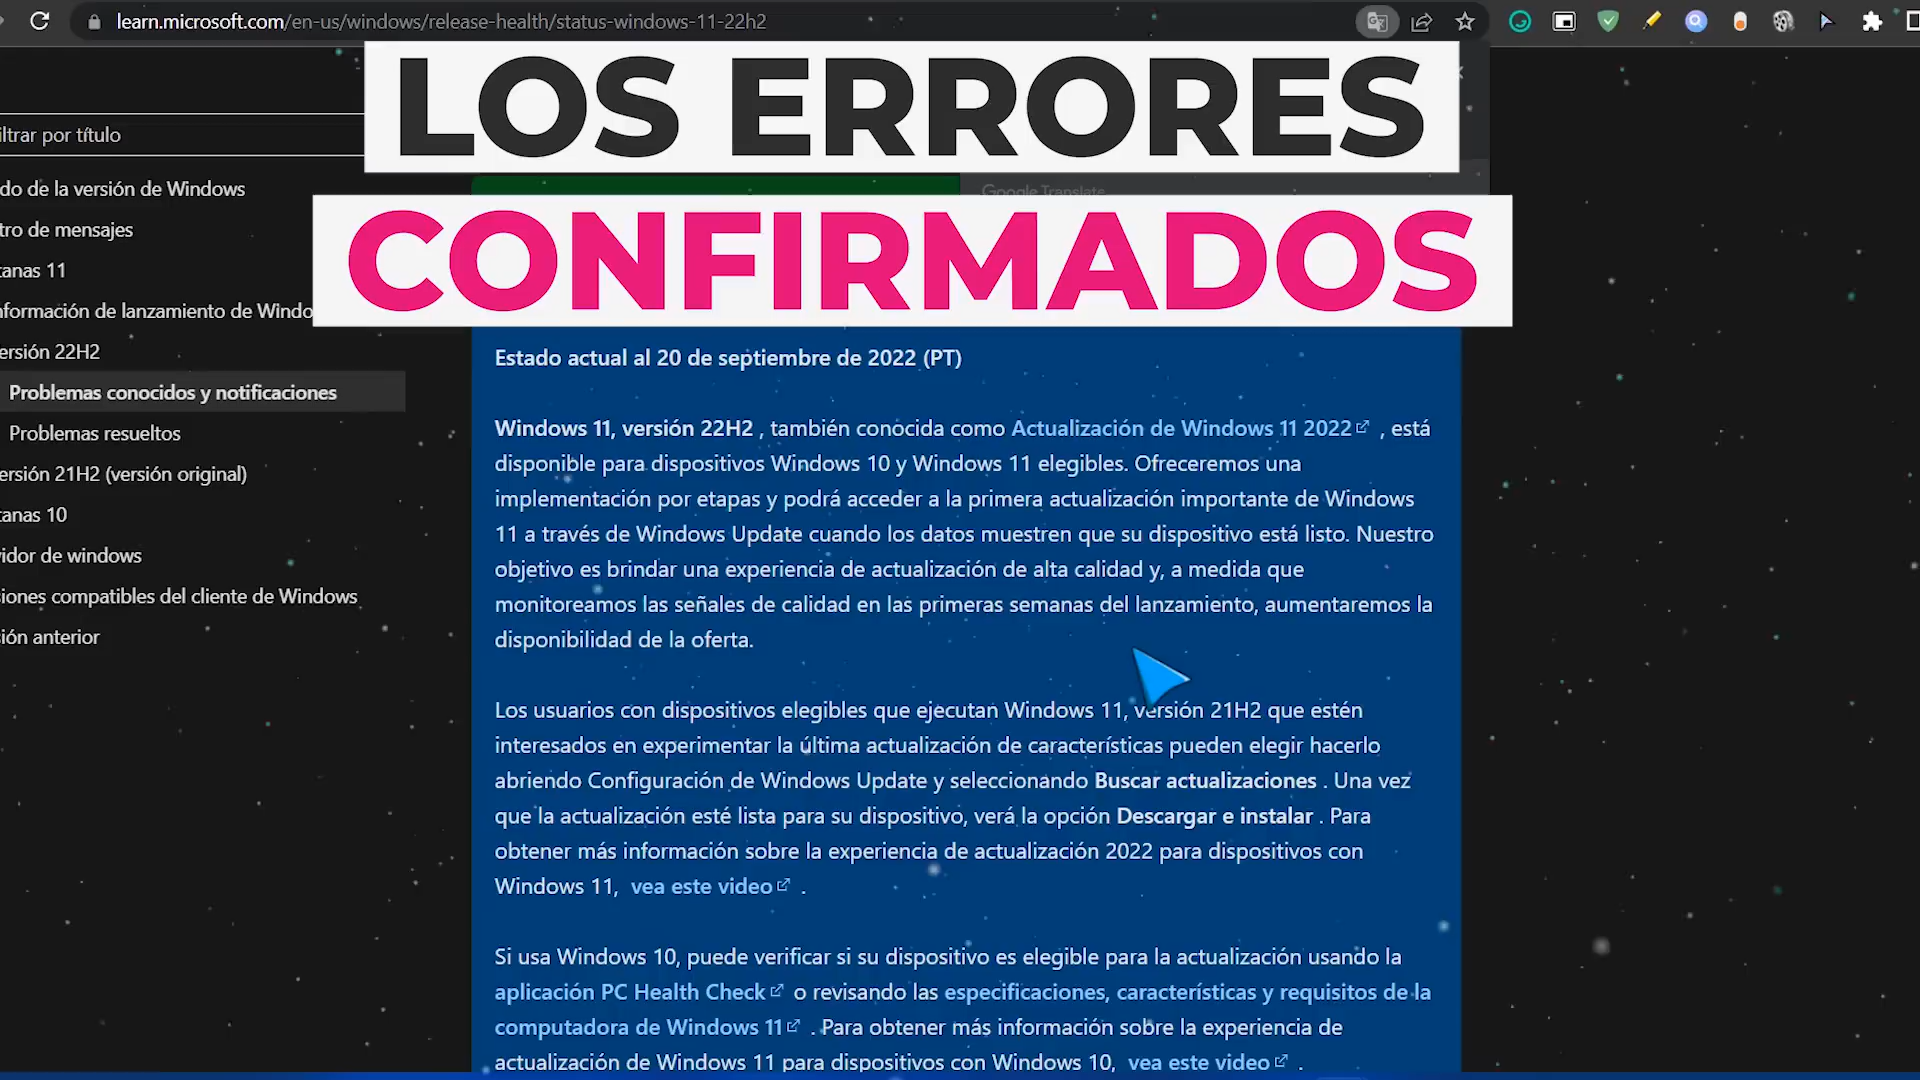 learn.microsoft.com/en-us/windows/release-health/status-windows-11-22h2
LOS ERRORES
CONFIRMADOS
Google Translate
iltrar por título
do de la versión de Windows
tro de mensajes
tanas 11
nformación de lanzamiento de Windo
ersión 22H2
Problemas conocidos y notificaciones
Problemas resueltos
ersión 21H2 (versión original)
tanas 10
vidor de windows
siones compatibles del cliente de Windows
sión anterior
Estado actual al 20 de septiembre de 2022 (PT)
Windows 11, versión 22H2 , también conocida como Actualización de Windows 11 2022 , está
disponible para dispositivos Windows 10 y Windows 11 elegibles. Ofreceremos una
implementación por etapas y podrá acceder a la primera actualización importante de Windows
11 a través de Windows Update cuando los datos muestren que su dispositivo está listo. Nuestro
objetivo es brindar una experiencia de actualización de alta calidad y, a medida que
monitoreamos las señales de calidad en las primeras semanas del lanzamiento, aumentaremos la
disponibilidad de la oferta.
Los usuarios con dispositivos elegibles que ejecutan Windows 11, versión 21H2 que estén
interesados en experimentar la última actualización de características pueden elegir hacerlo
abriendo Configuración de Windows Update y seleccionando Buscar actualizaciones . Una vez
que la actualización esté lista para su dispositivo, verá la opción Descargar e instalar . Para
obtener más información sobre la experiencia de actualización 2022 para dispositivos con
Windows 11, vea este video .
Si usa Windows 10, puede verificar si su dispositivo es elegible para la actualización usando la
aplicación PC Health Check o revisando las especificaciones, características y requisitos de la
computadora de Windows 11 . Para obtener más información sobre la experiencia de
actualización de Windows 11 para dispositivos con Windows 10, vea este video .